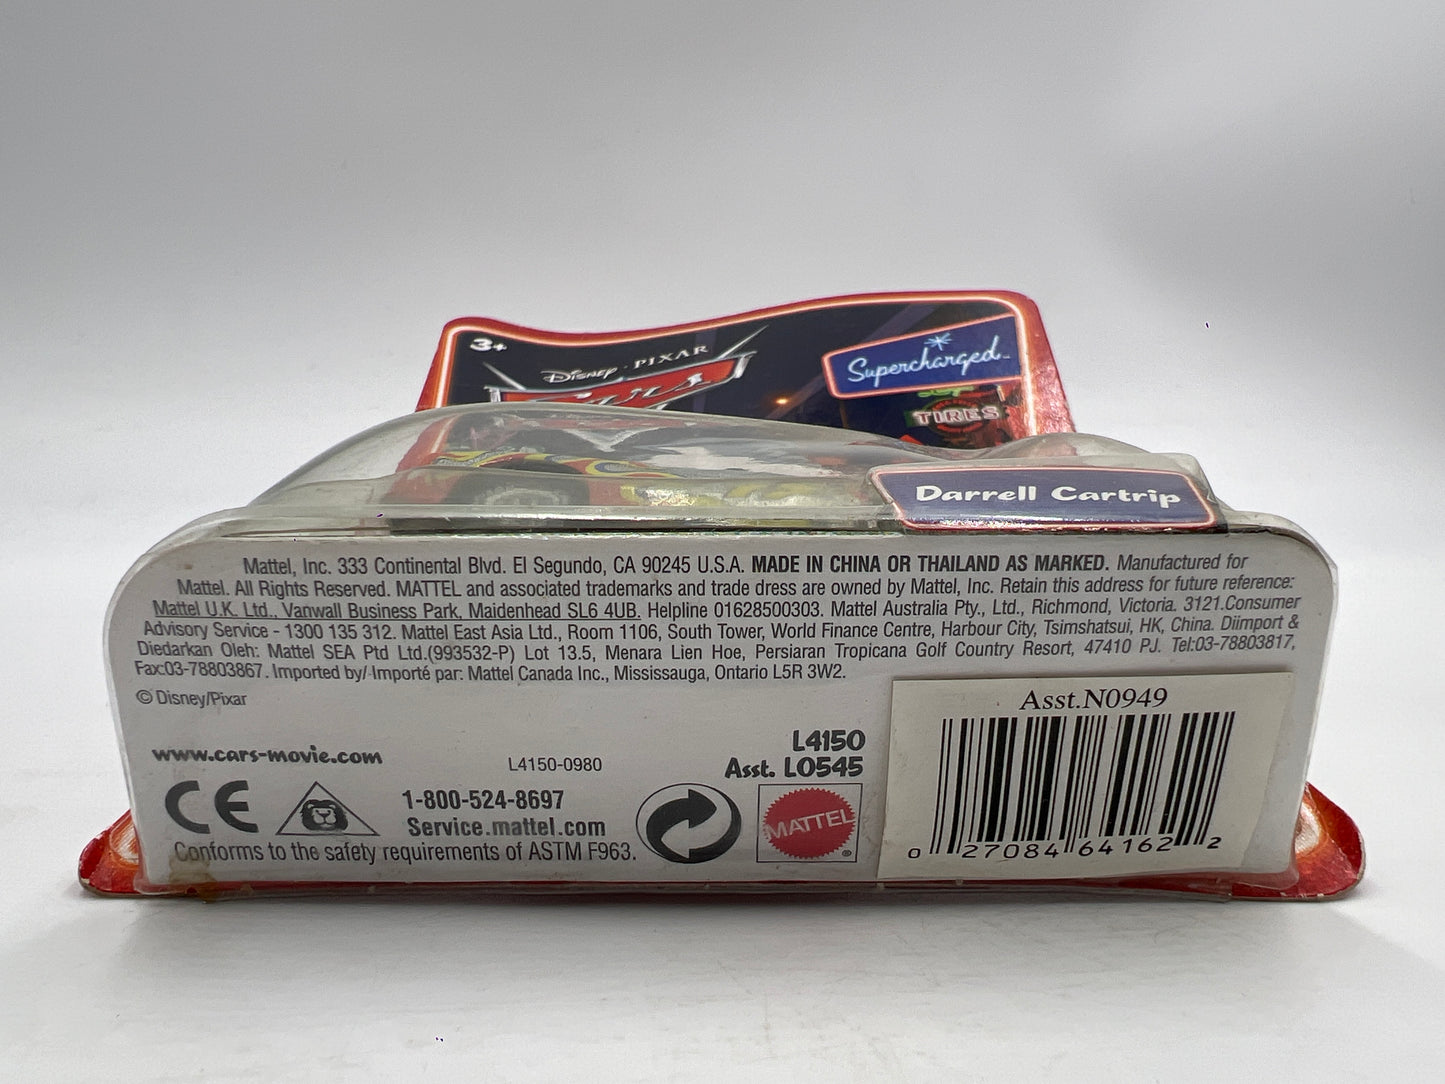 3+
Disney · PIXAR
Supercharged
TIRES
Darrell Cartrip
Mattel, Inc. 333 Continental Blvd. El Segundo, CA 90245 U.S.A. MADE IN CHINA OR THAILAND AS MARKED. Manufactured for
Mattel. All Rights Reserved. MATTEL and associated trademarks and trade dress are owned by Mattel, Inc. Retain this address for future reference:
Mattel U.K. Ltd., Vanwall Business Park, Maidenhead SL6 4UB. Helpline 01628500303. Mattel Australia Pty., Ltd., Richmond, Victoria. 3121.Consumer
Advisory Service - 1300 135 312. Mattel East Asia Ltd., Room 1106, South Tower, World Finance Centre, Harbour City, Tsimshatsui, HK, China. Diimport &
Diedarkan Oleh: Mattel SEA Ptd Ltd.(993532-P) Lot 13.5, Menara Lien Hoe, Persiaran Tropicana Golf Country Resort, 47410 PJ. Tel:03-78803817,
Fax:03-78803867. Imported by/ Importé par: Mattel Canada Inc., Mississauga, Ontario L5R 3W2.
© Disney/Pixar
www.cars-movie.com
L4150-0980
L4150
Asst. L0545
CE
1-800-524-8697
Service.mattel.com
Conforms to the safety requirements of ASTM F963.
MATTEL
®
Asst.N0949
0 27084 64162 2